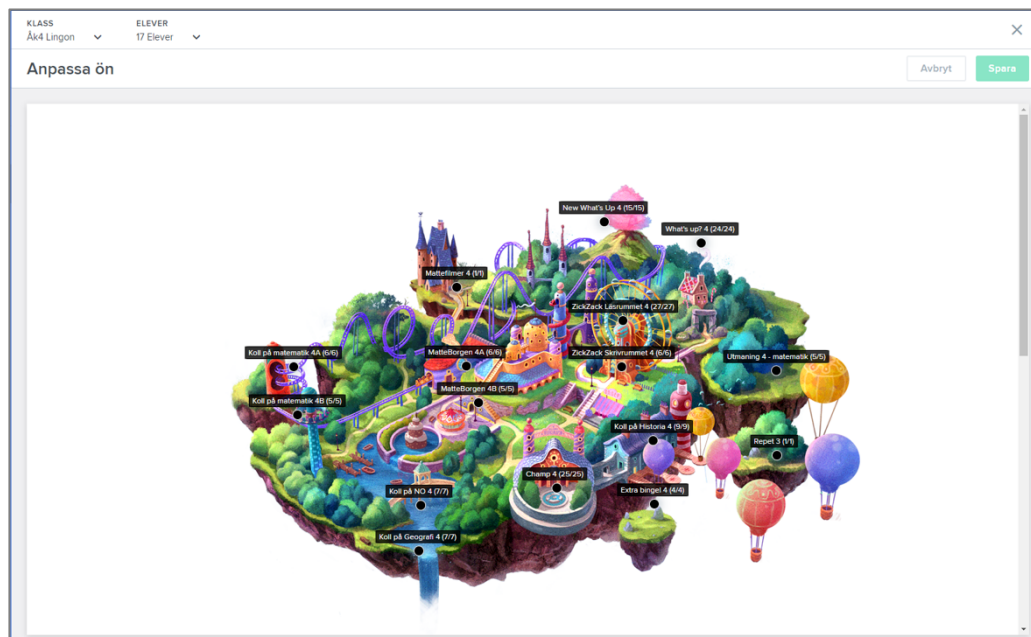 KLASS
Åk4 Lingon
ELEVER
17 Elever
Anpassa ön
Avbryt
Spara
New What's Up 4 (15/15)
What's up? 4 (24/24)
Mattefilmer 4 (1/1)
ZickZack Läsrummet 4 (27/27)
Koll på matematik 4A (6/6)
MatteBorgen 4A (6/6)
ZickZack Skrivrummet 4 (6/6)
Utmaning 4 - matematik (5/5)
MatteBorgen 4B (5/5)
Koll på matematik 4B (5/5)
Koll på Historia 4 (9/9)
Repet 3 (1/1)
Champ 4 (25/25)
Koll på NO 4 (7/7)
Extra bingel 4 (4/4)
Koll på Geografi 4 (7/7)